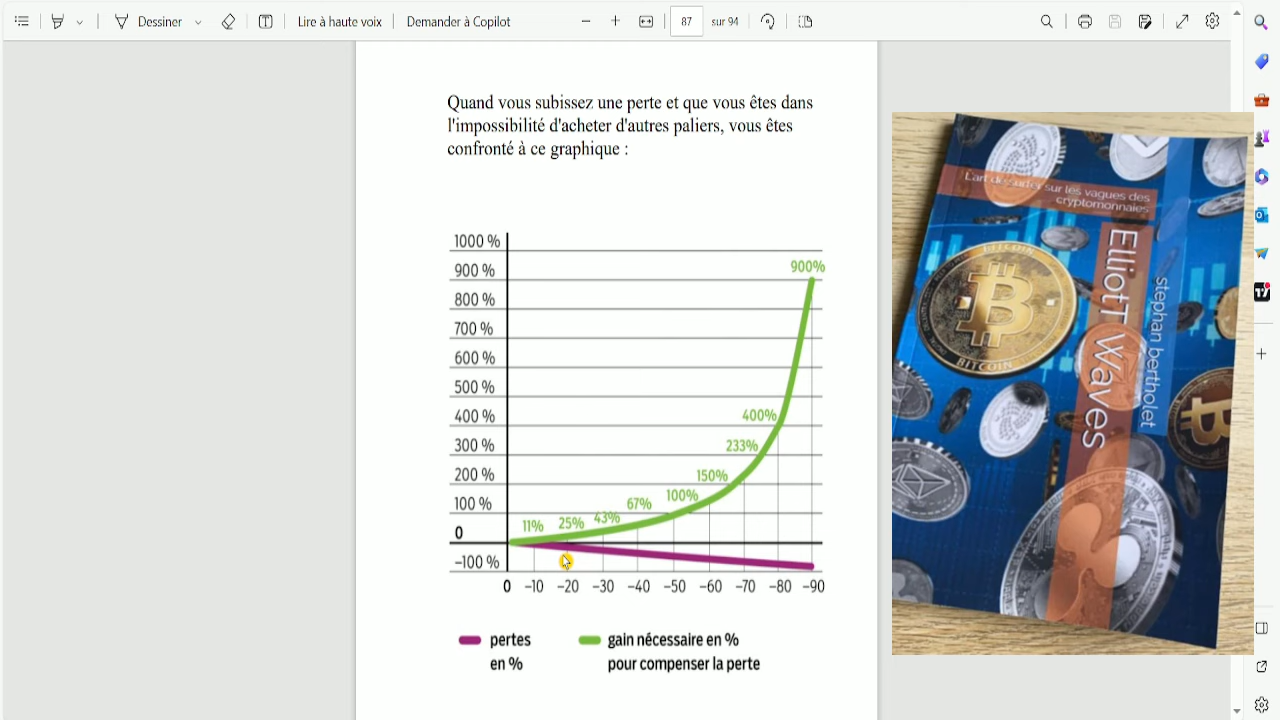 Dessiner
Lire à haute voix
Demander à Copilot
87
sur 94
Quand vous subissez une perte et que vous êtes dans
l'impossibilité d'acheter d'autres paliers, vous êtes
confronté à ce graphique :
1000 %
900 %
800 %
700 %
600 %
500 %
400 %
300 %
200 %
100 %
0
-100 %
11%
25%
43%
67%
100%
150%
233%
400%
900%
0 -10 -20 -30 -40 -50 -60 -70 -80 -90
pertes
en %
gain nécessaire en %
pour compenser la perte
L'art de surfer sur les vagues des
cryptomonnaies
ElliotT Waves
stephan bertholet
BITCOIN
BITCOIN